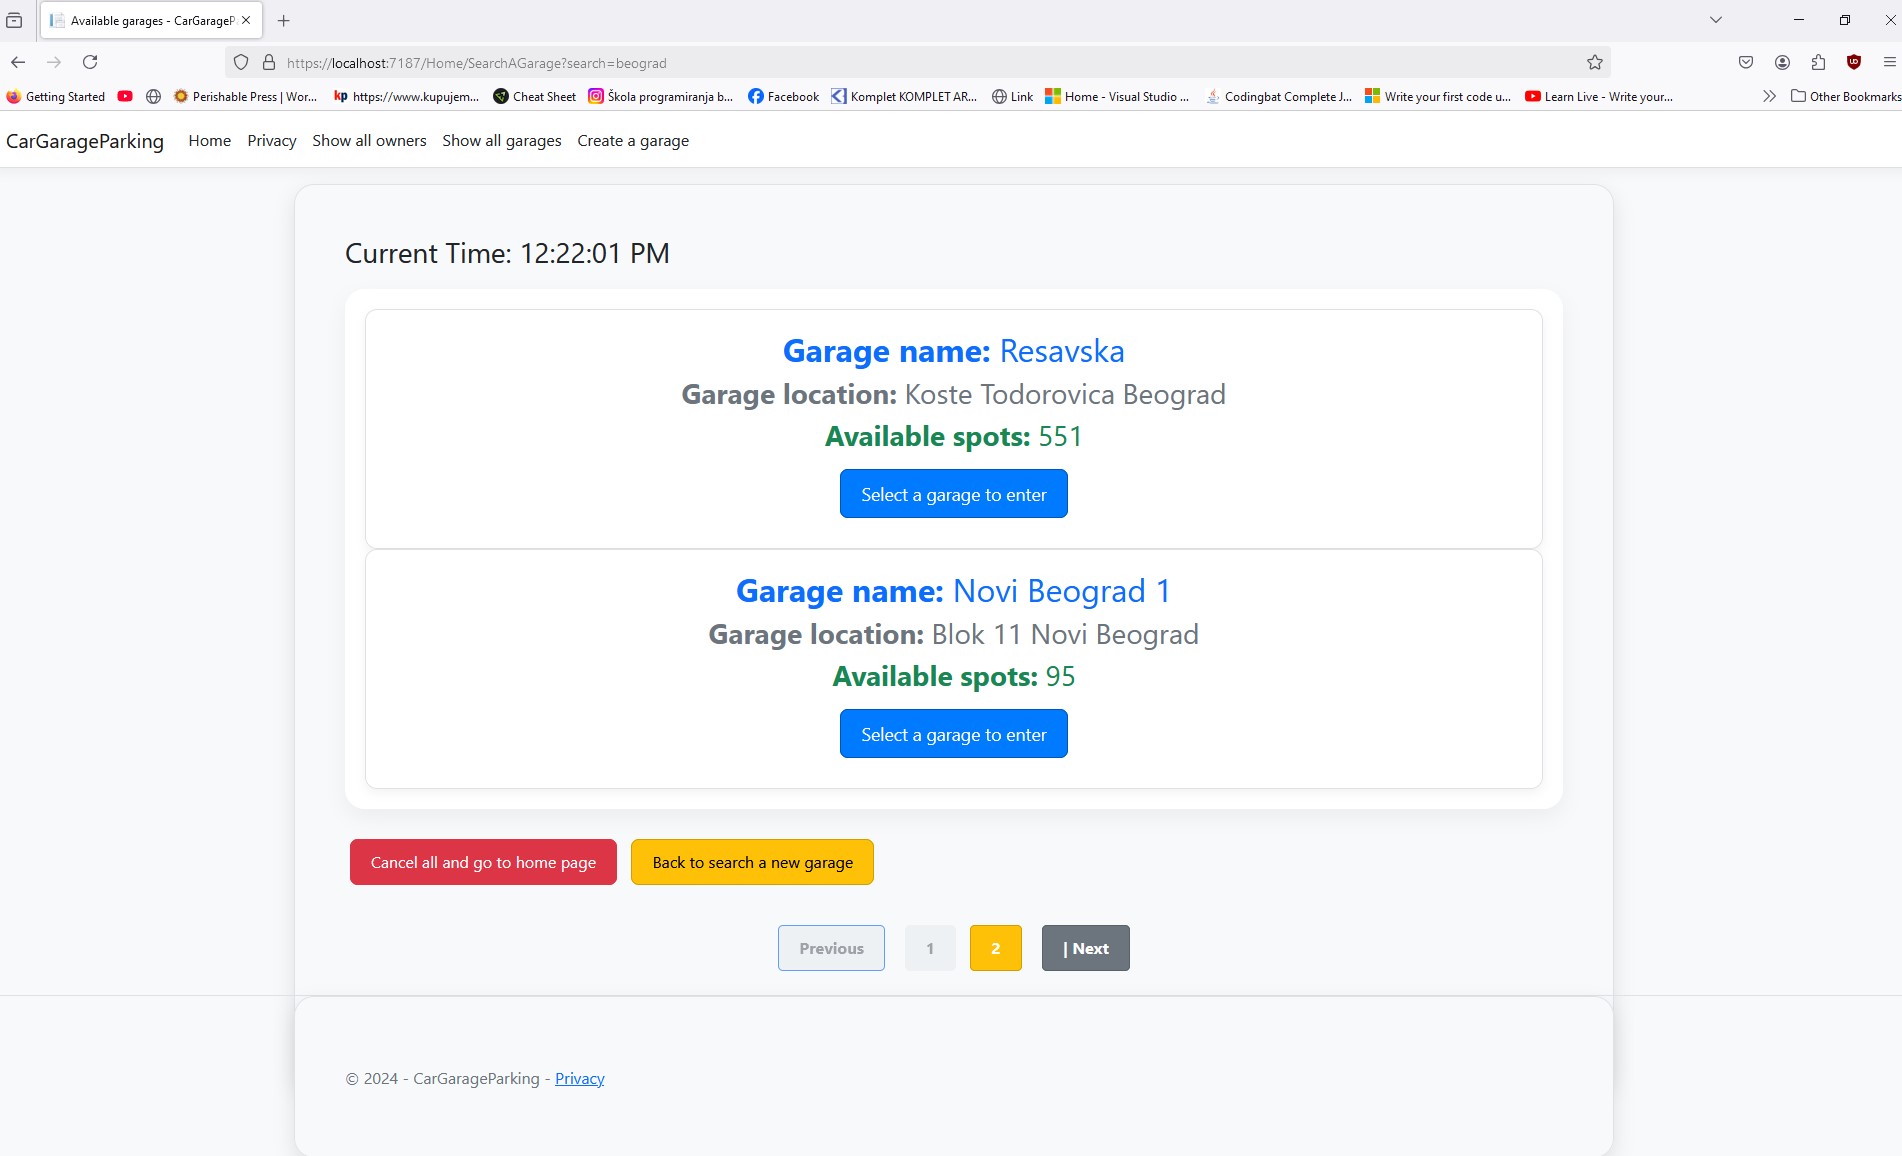 Available garages - CarGarageP
https://localhost:7187/Home/SearchAGarage?search=beograd
Getting Started Perishable Press | Wor... kp https://www.kupujem... Cheat Sheet Škola programiranja b... Facebook Komplet KOMPLET AR... Link Home - Visual Studio ... Codingbat Complete J... Write your first code u... Learn Live - Write your... Other Bookmarks
CarGarageParking Home Privacy Show all owners Show all garages Create a garage
Current Time: 12:22:01 PM
Garage name: Resavska
Garage location: Koste Todorovica Beograd
Available spots: 551
Select a garage to enter
Garage name: Novi Beograd 1
Garage location: Blok 11 Novi Beograd
Available spots: 95
Select a garage to enter
Cancel all and go to home page Back to search a new garage
Previous 1 2 | Next
© 2024 - CarGarageParking - Privacy